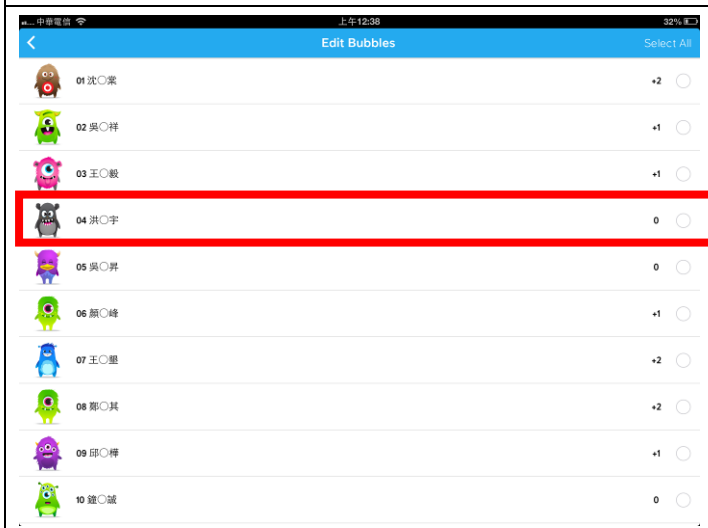 中華電信 上午12:38 32%
Edit Bubbles Select All
01 沈○棠 +2
02 吳○祥 +1
03 王○毅 +1
04 洪○宇 0
05 吳○昇 0
06 顏○峰 +1
07 王○墾 +2
08 鄭○其 +2
09 邱○樺 +1
10 鐘○誠 0